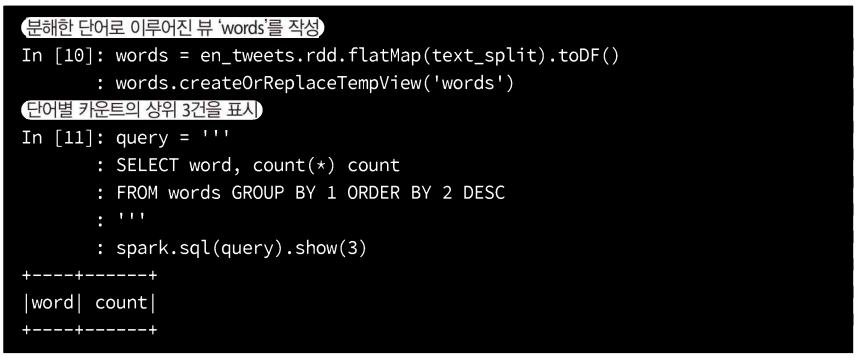 분해한 단어로 이루어진 뷰 ‘words’를 작성
In [10]: words = en_tweets.rdd.flatMap(text_split).toDF()
: words.createOrReplaceTempView('words')
단어별 카운트의 상위 3건을 표시
In [11]: query = '''
: SELECT word, count(*) count
: FROM words GROUP BY 1 ORDER BY 2 DESC
: '''
: spark.sql(query).show(3)
+----+------+
|word| count|
+----+------+